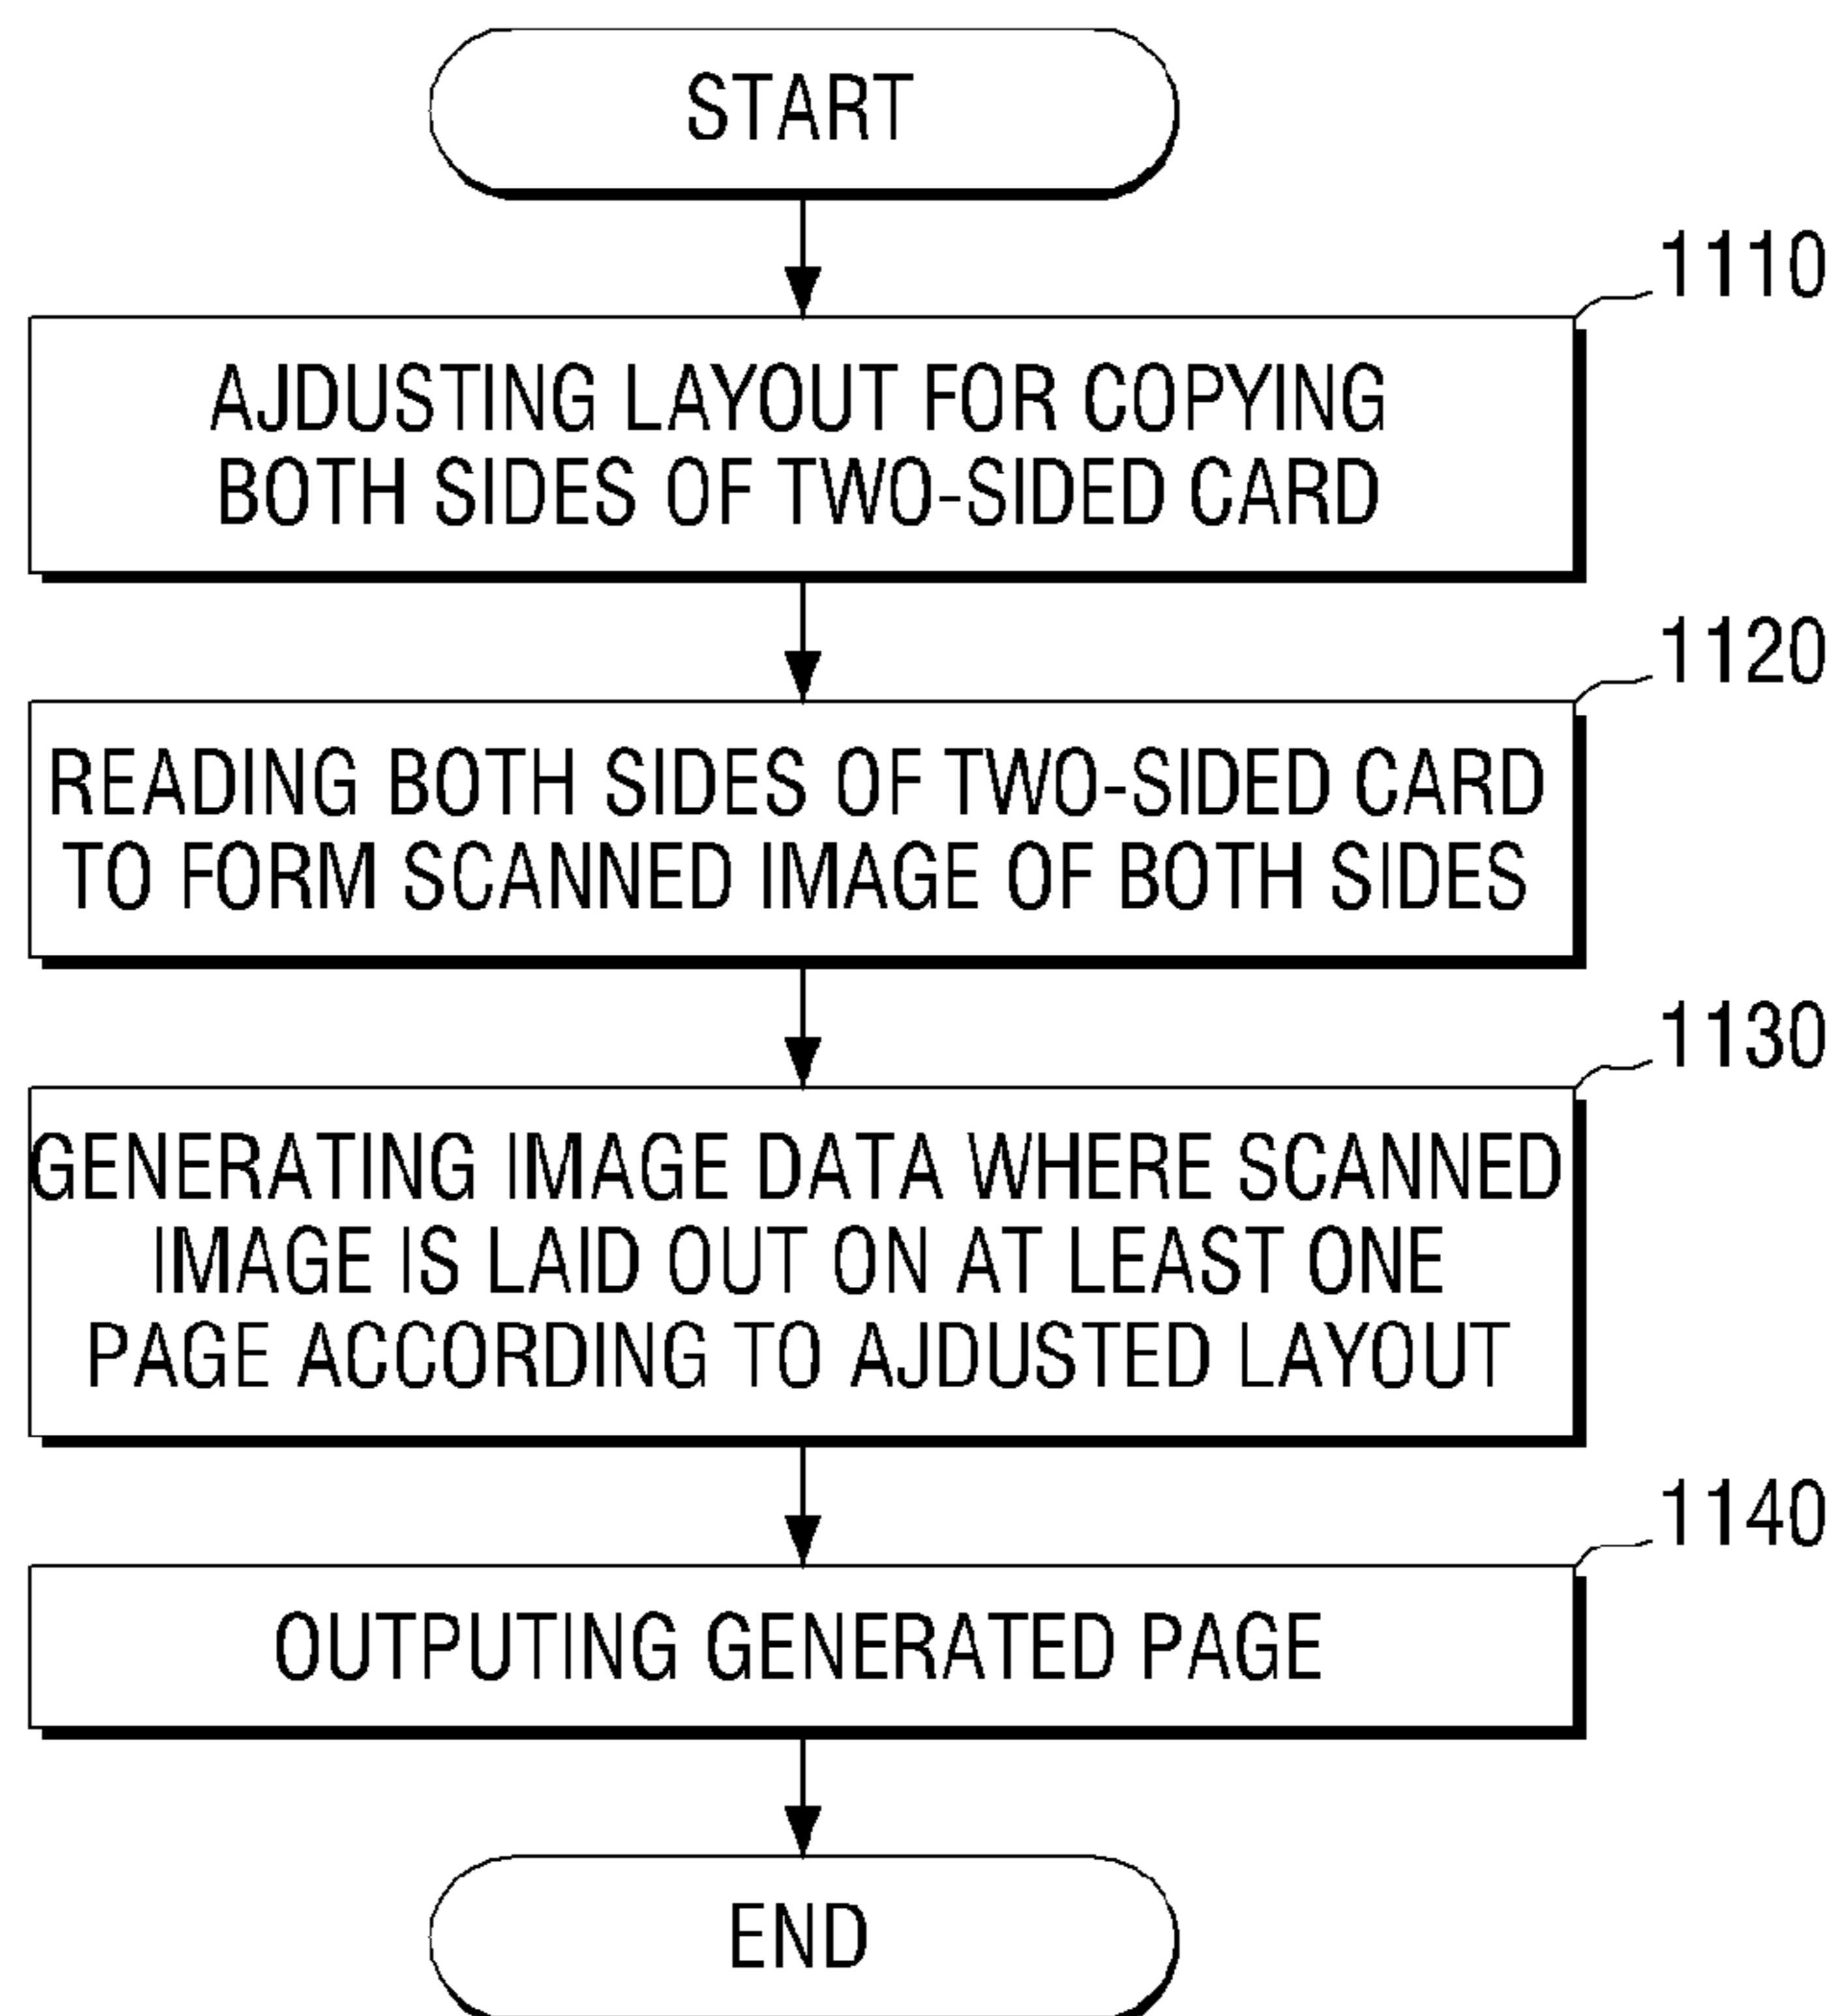 START
1110
AJDUSTING LAYOUT FOR COPYING
BOTH SIDES OF TWO-SIDED CARD
1120
READING BOTH SIDES OF TWO-SIDED CARD
TO FORM SCANNED IMAGE OF BOTH SIDES
1130
GENERATING IMAGE DATA WHERE SCANNED
IMAGE IS LAID OUT ON AT LEAST ONE
PAGE ACCORDING TO AJDUSTED LAYOUT
1140
OUTPUTING GENERATED PAGE
END